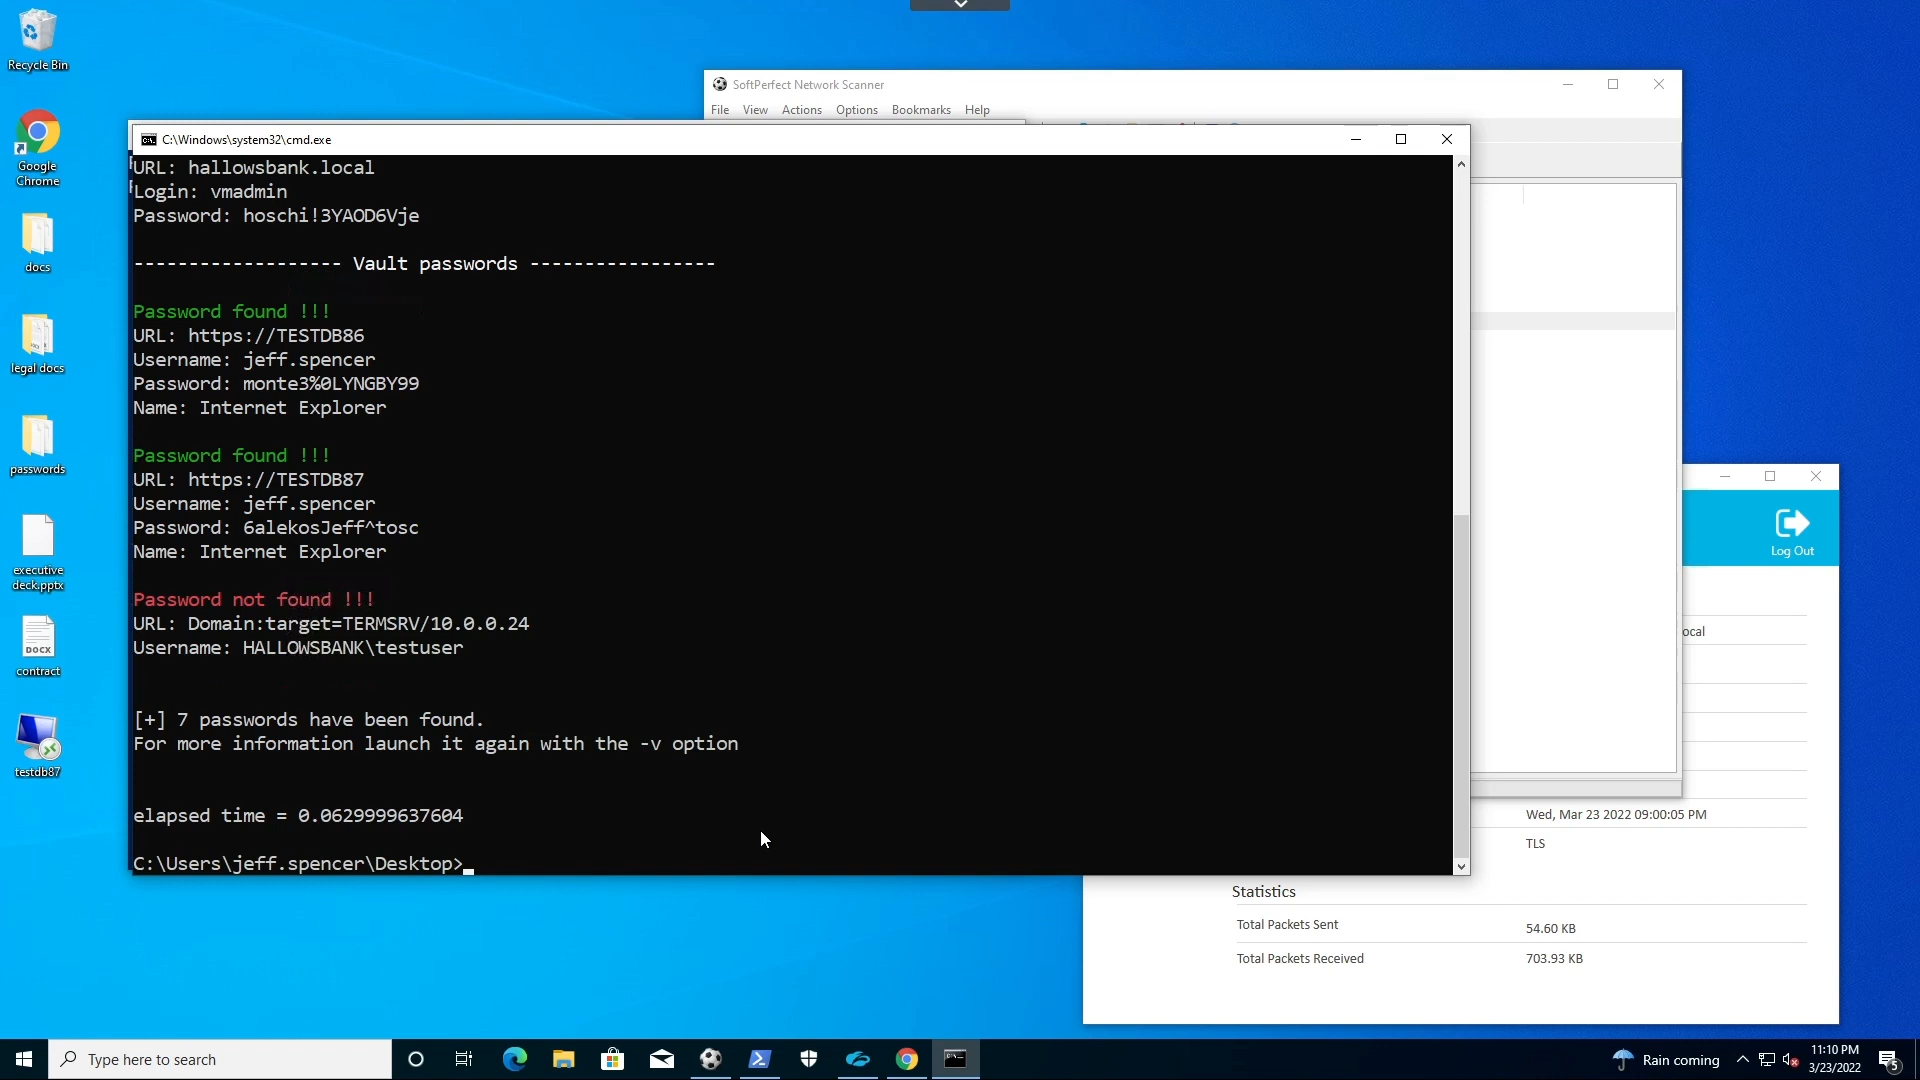 Recycle Bin
Google
Chrome
docs
legal docs
passwords
executive
deck.pptx
DOCX
contract
testdb87
SoftPerfect Network Scanner
File View Actions Options Bookmarks Help
C:\Windows\system32\cmd.exe
URL: hallowsbank.local
Login: vmadmin
Password: hoschi!3YAOD6Vje
------------------- Vault passwords -----------------
Password found !!!
URL: https://TESTDB86
Username: jeff.spencer
Password: monte3%0LYNGBY99
Name: Internet Explorer
Password found !!!
URL: https://TESTDB87
Username: jeff.spencer
Password: 6alekosJeff^tosc
Name: Internet Explorer
Password not found !!!
URL: Domain:target=TERMSRV/10.0.0.24
Username: HALLOWSBANK\testuser
[+] 7 passwords have been found.
For more information launch it again with the -v option
elapsed time = 0.0629999637604
C:\Users\jeff.spencer\Desktop>
Log Out
ocal
Wed, Mar 23 2022 09:00:05 PM
TLS
Statistics
Total Packets Sent 54.60 KB
Total Packets Received 703.93 KB
Type here to search
Rain coming
11:10 PM
3/23/2022
5